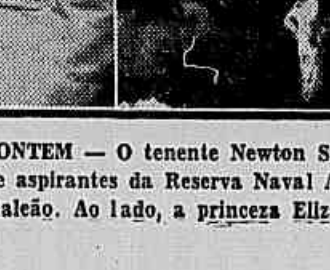 ONTEM — O tenente Newton S
e aspirantes da Reserva Naval A
aleão. Ao lado, a princeza Eliz